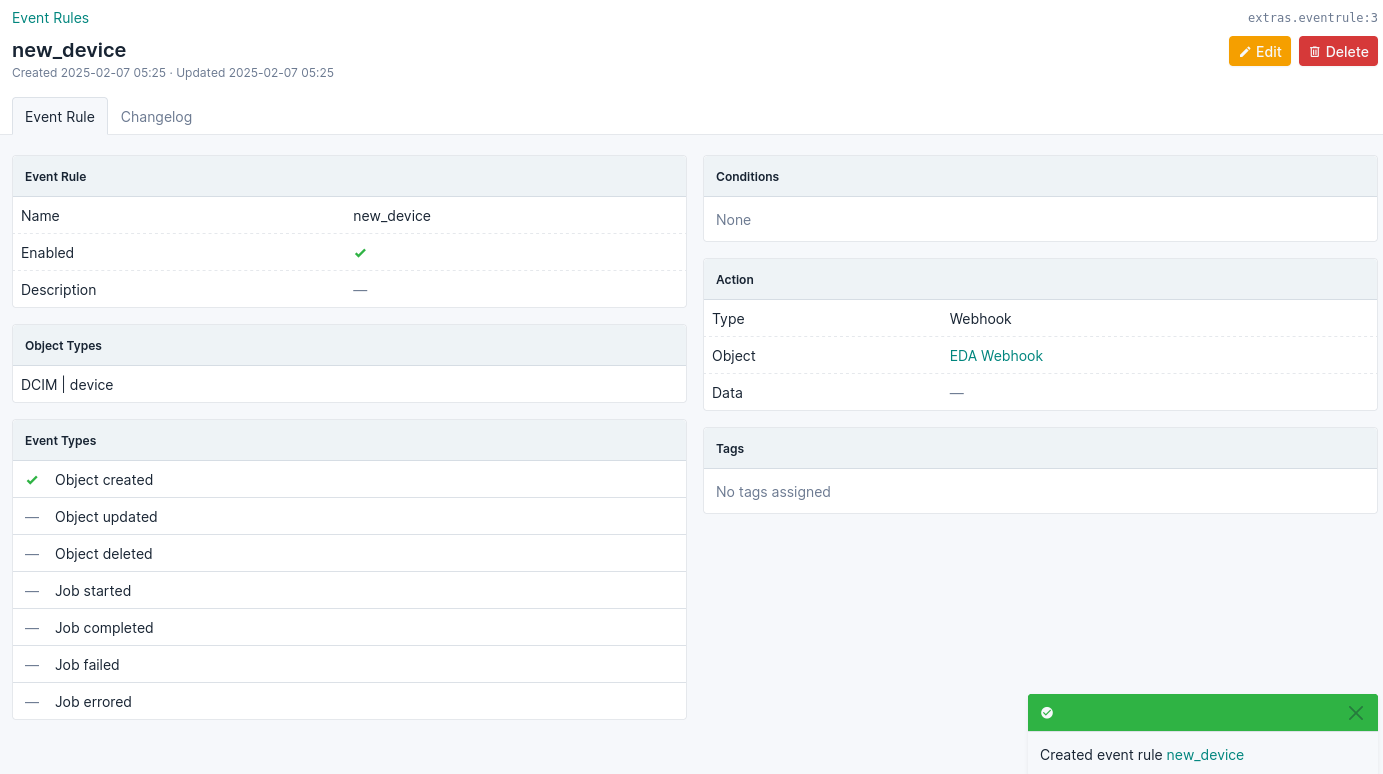 Event Rules
extras.eventrule:3
new_device
Edit
Delete
Created 2025-02-07 05:25 · Updated 2025-02-07 05:25
Event Rule
Changelog
Event Rule
Name new_device
Enabled
Description —
Object Types
DCIM | device
Event Types
Object created
— Object updated
— Object deleted
— Job started
— Job completed
— Job failed
— Job errored
Conditions
None
Action
Type Webhook
Object EDA Webhook
Data —
Tags
No tags assigned
Created event rule new_device